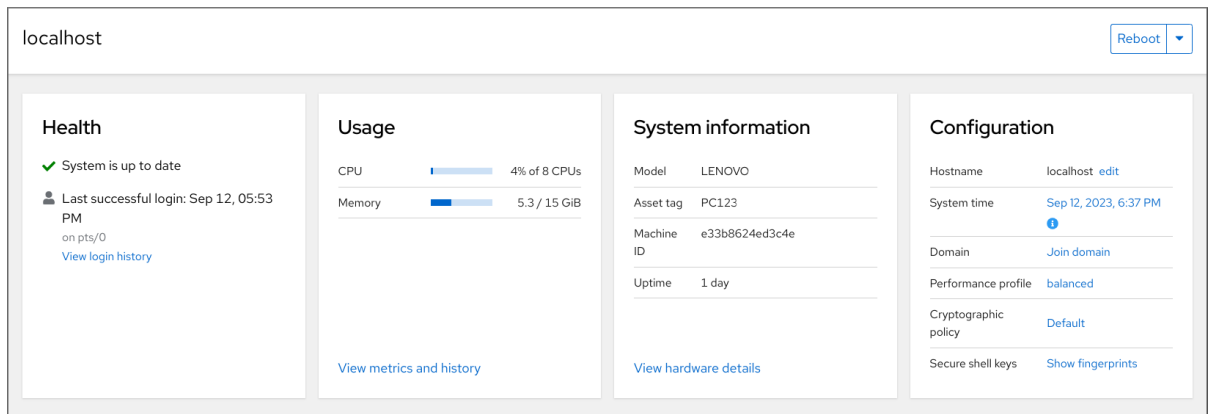 localhost
Reboot
Health
System is up to date
Last successful login: Sep 12, 05:53
PM
on pts/0
View login history
Usage
CPU 4% of 8 CPUs
Memory 5.3 / 15 GiB
View metrics and history
System information
Model LENOVO
Asset tag PC123
Machine
ID e33b8624ed3c4e
Uptime 1 day
View hardware details
Configuration
Hostname localhost edit
System time Sep 12, 2023, 6:37 PM
Domain Join domain
Performance profile balanced
Cryptographic
policy Default
Secure shell keys Show fingerprints